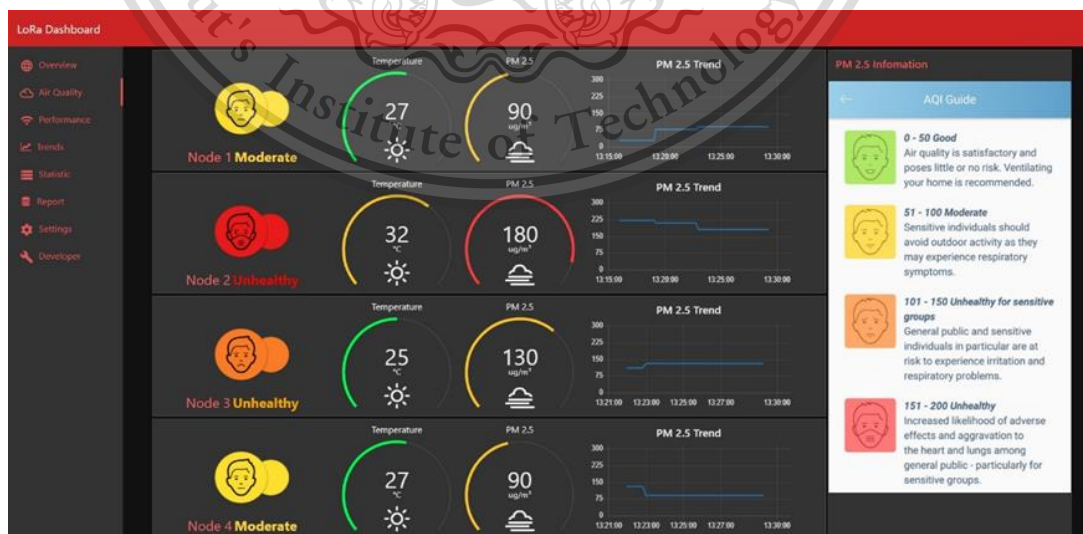 LoRa Dashboard
Overview
Air Quality
Performance
Trends
Statistic
Report
Settings
Developer
Institute of Technology
Temperature
27
°C
PM 2.5
90
ug/m³
PM 2.5 Trend
300
225
150
75
0
13:15:00 13:20:00 13:25:00 13:30:00
Node 1 Moderate
Temperature
32
°C
PM 2.5
180
ug/m³
PM 2.5 Trend
300
225
150
75
0
13:15:00 13:20:00 13:25:00 13:30:00
Node 2 Unhealthy
Temperature
25
°C
PM 2.5
130
ug/m³
PM 2.5 Trend
300
225
150
75
0
13:21:00 13:23:00 13:25:00 13:27:00 13:30:00
Node 3 Unhealthy
Temperature
27
°C
PM 2.5
90
ug/m³
PM 2.5 Trend
300
225
150
75
0
13:21:00 13:23:00 13:25:00 13:27:00 13:30:00
Node 4 Moderate
PM 2.5 Infomation
AQI Guide
0 - 50 Good
Air quality is satisfactory and
poses little or no risk. Ventilating
your home is recommended.
51 - 100 Moderate
Sensitive individuals should
avoid outdoor activity as they
may experience respiratory
symptoms.
101 - 150 Unhealthy for sensitive
groups
General public and sensitive
individuals in particular are at
risk to experience irritation and
respiratory problems.
151 - 200 Unhealthy
Increased likelihood of adverse
effects and aggravation to
the heart and lungs among
general public - particularly for
sensitive groups.